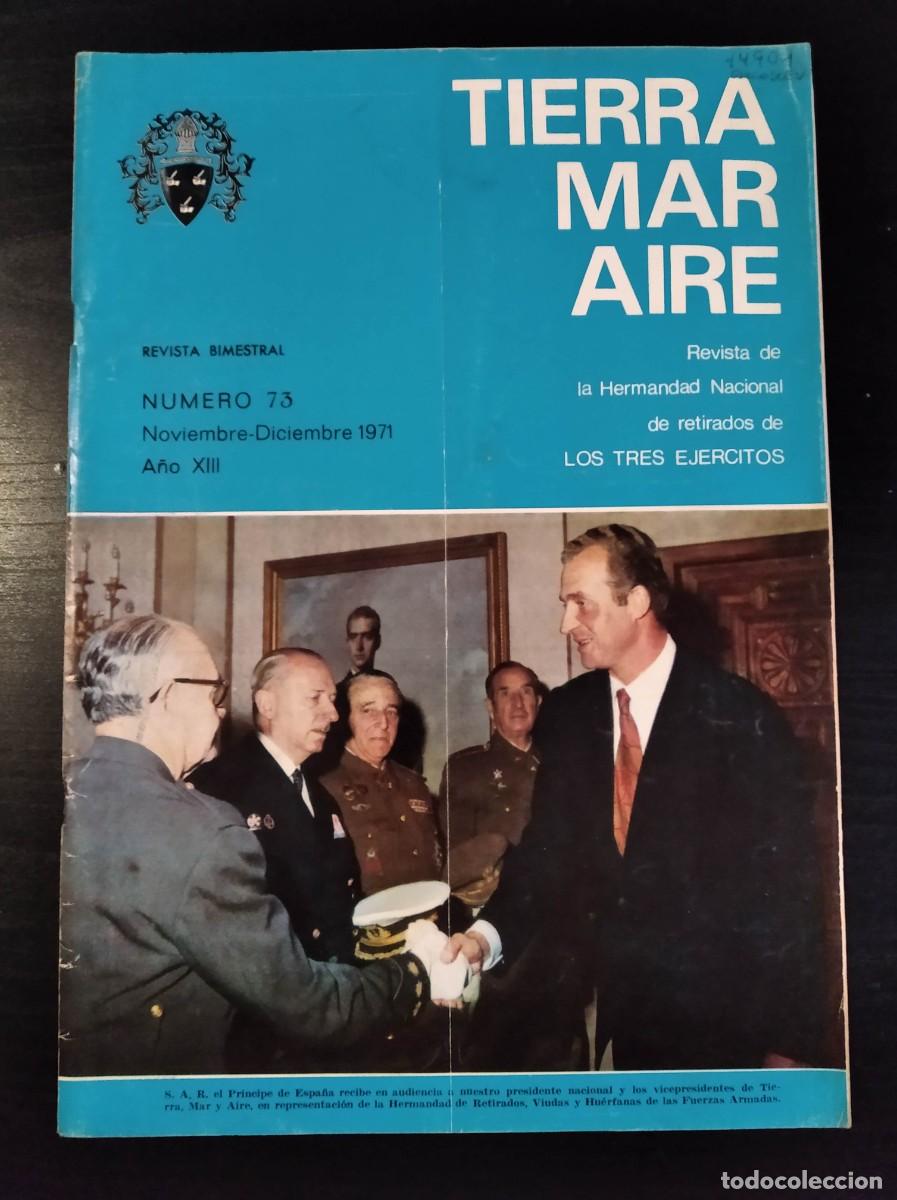 14901
TIERRA
MAR
AIRE
REVISTA BIMESTRAL
NUMERO 73
Noviembre-Diciembre 1971
Año XIII
Revista de
la Hermandad Nacional
de retirados de
LOS TRES EJERCITOS
S. A. R. el Príncipe de España recibe en audiencia a nuestro presidente nacional y los vicepresidentes de Tie-
rra, Mar y Aire, en representación de la Hermandad de Retirados, Viudas y Huérfanas de las Fuerzas Armadas.
todocoleccion